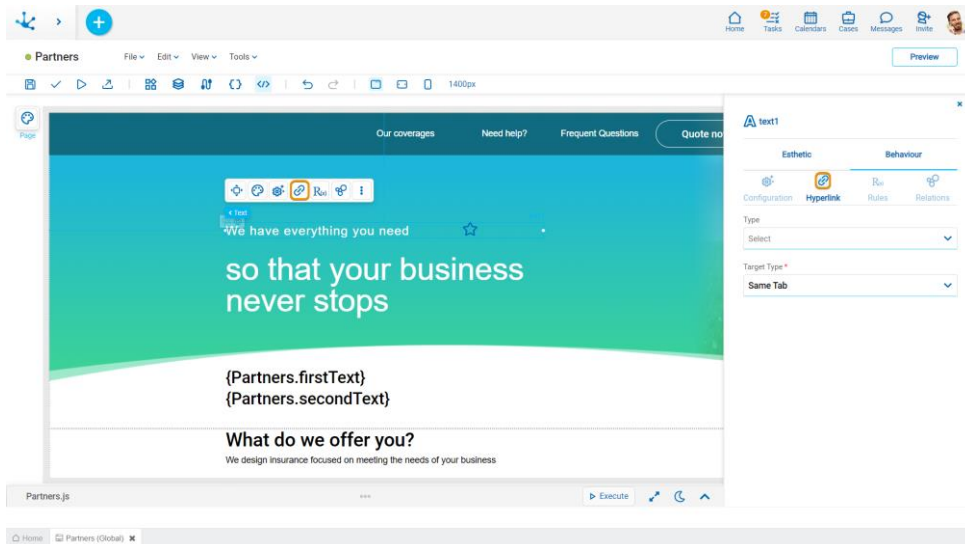 Home Tasks Calendars Cases Messages Invite
Partners File Edit View Tools Preview
1400px
Page
Our coverages Need help? Frequent Questions Quote no
< Text
We have everything you need
so that your business
never stops
{Partners.firstText}
{Partners.secondText}
What do we offer you?
We design insurance focused on meeting the needs of your business
text1
Esthetic Behaviour
Configuration Hyperlink Rules Relations
Type
Select
Target Type *
Same Tab
Partners.js Execute
Home Partners (Global)